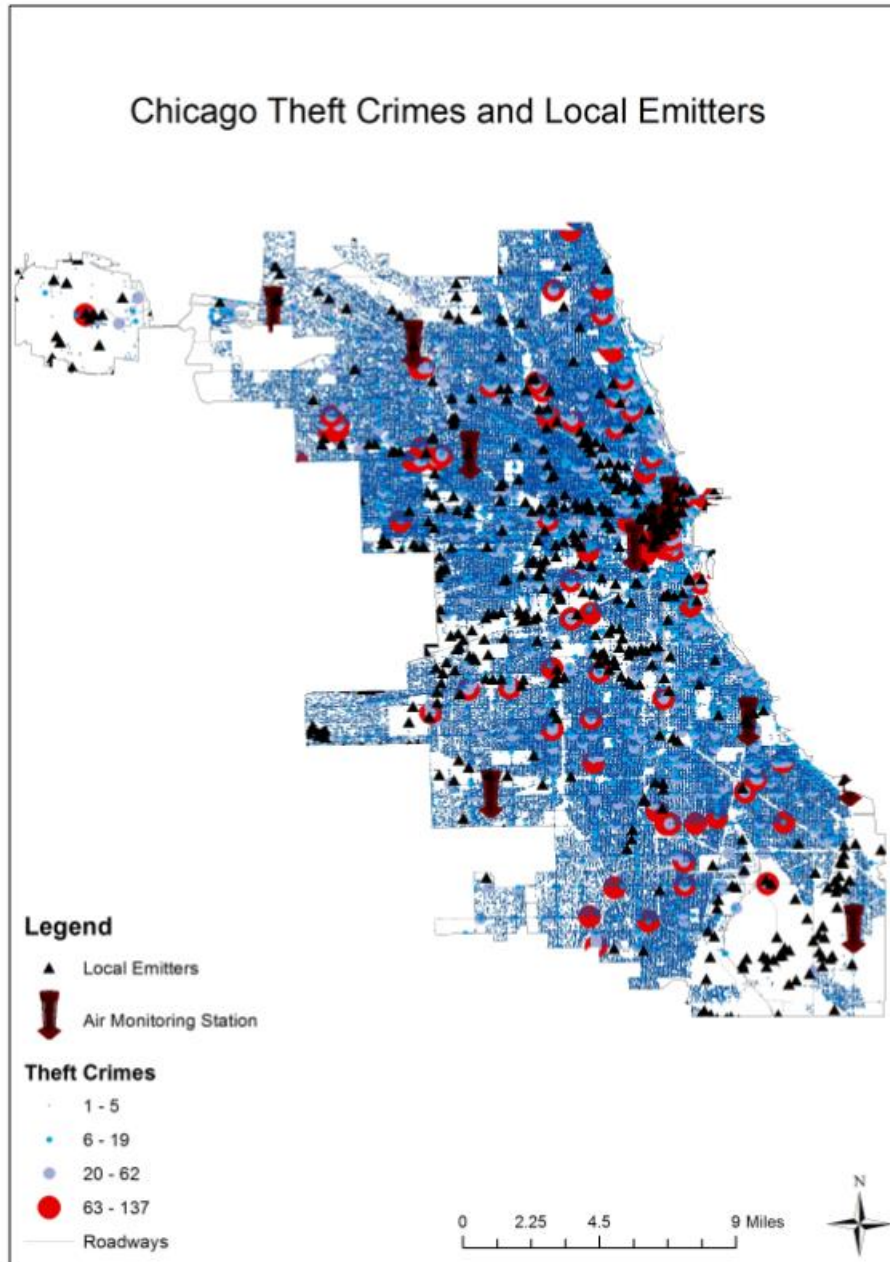 Chicago Theft Crimes and Local Emitters
Legend
Local Emitters
Air Monitoring Station
Theft Crimes
1 - 5
6 - 19
20 - 62
63 - 137
Roadways
0 2.25 4.5 9 Miles
N